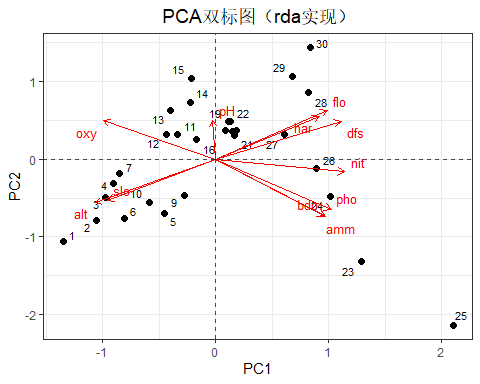 PCA双标图（rda实现）
30
29
15
28
14
flo
13
19
pH
22
oxy
11
har
dfs
12
16
21
27
7
28
nit
4
slo
10
9
pho
3
24
bdo
alt
2
6
5
amm
1
23
25
1
0
-1
-2
PC2
-1
0
1
2
PC1